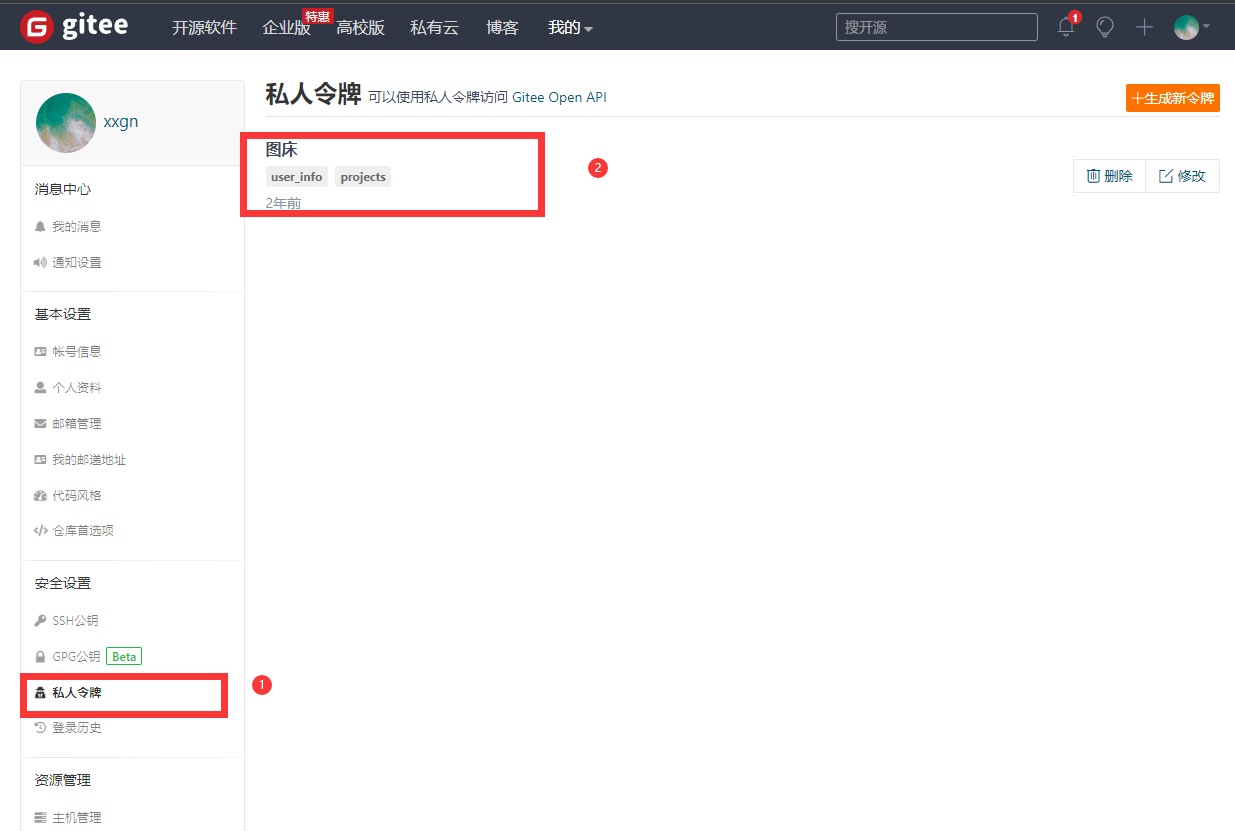 gitee 开源软件 企业版 特惠 高校版 私有云 博客 我的 搜开源 1
xxgn
消息中心
我的消息
通知设置
基本设置
帐号信息
个人资料
邮箱管理
我的邮递地址
代码风格
</> 仓库首选项
安全设置
SSH公钥
GPG公钥 Beta
私人令牌 1
登录历史
资源管理
主机管理
私人令牌 可以使用私人令牌访问 Gitee Open API
+生成新令牌
图床
2
user_info projects
删除 修改
2年前